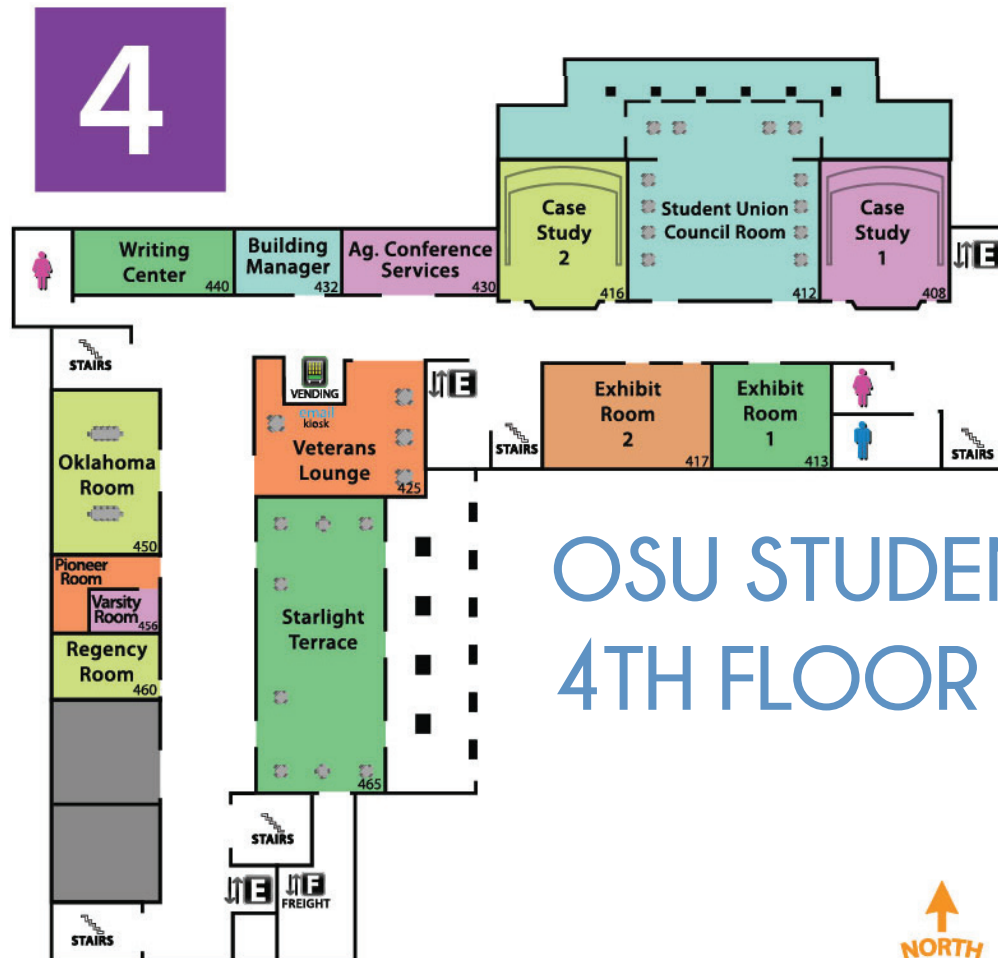 4
Writing
Center
440
Building
Manager
432
Ag. Conference
Services
430
Case
Study
2
416
Student Union
Council Room
412
Case
Study
1
408
E
STAIRS
VENDING
email
kiosk
Veterans
Lounge
425
E
STAIRS
Exhibit
Room
2
417
Exhibit
Room
1
413
STAIRS
Oklahoma
Room
450
Pioneer
Room
Varsity
Room
456
Regency
Room
460
Starlight
Terrace
465
OSU STUDEN
4TH FLOOR
STAIRS
E
F
FREIGHT
STAIRS
NORTH